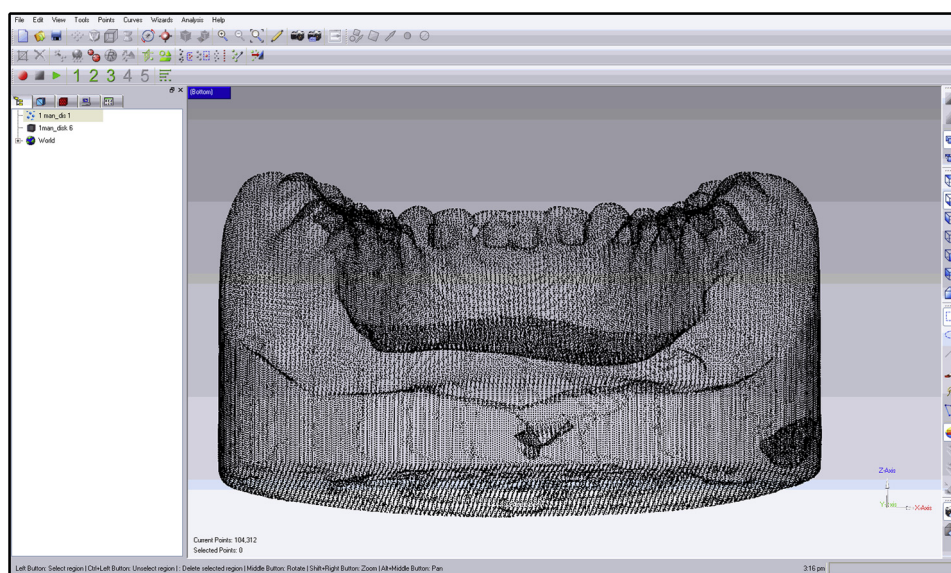 File Edit View Tools Points Curves Wizards Analysis Help
1 2 3 4 5
(Bottom)
1 man_dis 1
1man_disk 6
World
Z-Axis
Y-Axis
X-Axis
Current Points: 104,312
Selected Points: 0
Left Button: Select region | Ctrl+Left Button: Unselect region | : Delete selected region | Middle Button: Rotate | Shift+Right Button: Zoom | Alt+Middle Button: Pan
3:16 pm